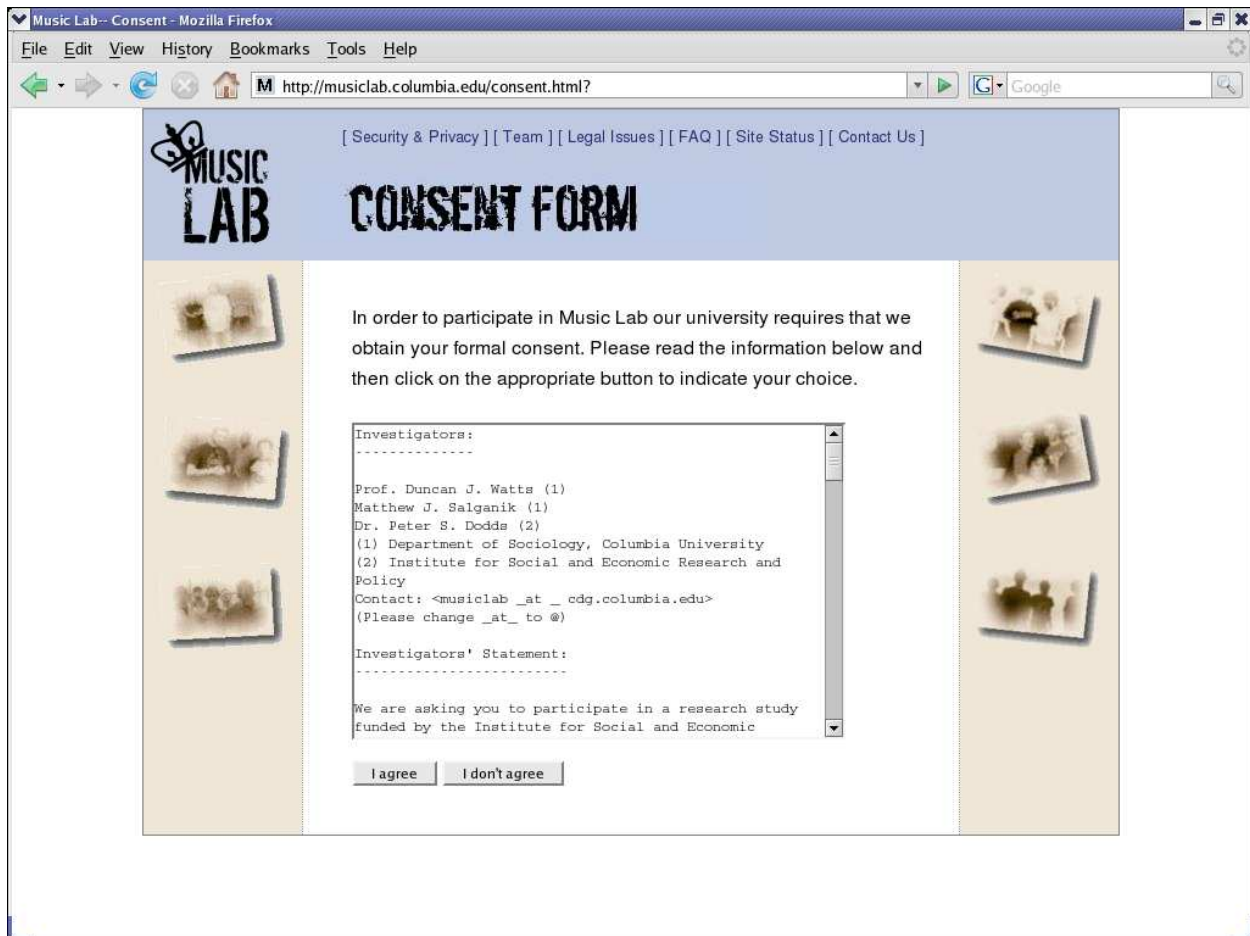 Music Lab-- Consent - Mozilla Firefox
File Edit View History Bookmarks Tools Help
M http://musiclab.columbia.edu/consent.html? G Google
[ Security & Privacy ] [ Team ] [ Legal Issues ] [ FAQ ] [ Site Status ] [ Contact Us ]
MUSIC
LAB
CONSENT FORM
In order to participate in Music Lab our university requires that we
obtain your formal consent. Please read the information below and
then click on the appropriate button to indicate your choice.
Investigators:
--------------
Prof. Duncan J. Watts (1)
Matthew J. Salganik (1)
Dr. Peter S. Dodds (2)
(1) Department of Sociology, Columbia University
(2) Institute for Social and Economic Research and
Policy
Contact: <musiclab _at _ cdg.columbia.edu>
(Please change _at_ to @)
Investigators' Statement:
-------------------------
We are asking you to participate in a research study
funded by the Institute for Social and Economic
I agree I don't agree